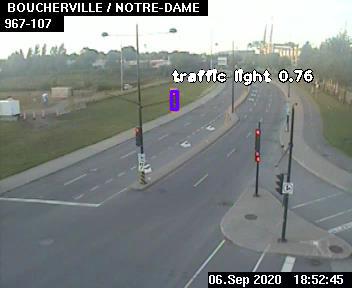 BOUCHERVILLE / NOTRE-DAME
967-107
traffic light 0.76
06.Sep 2020 18:52:45